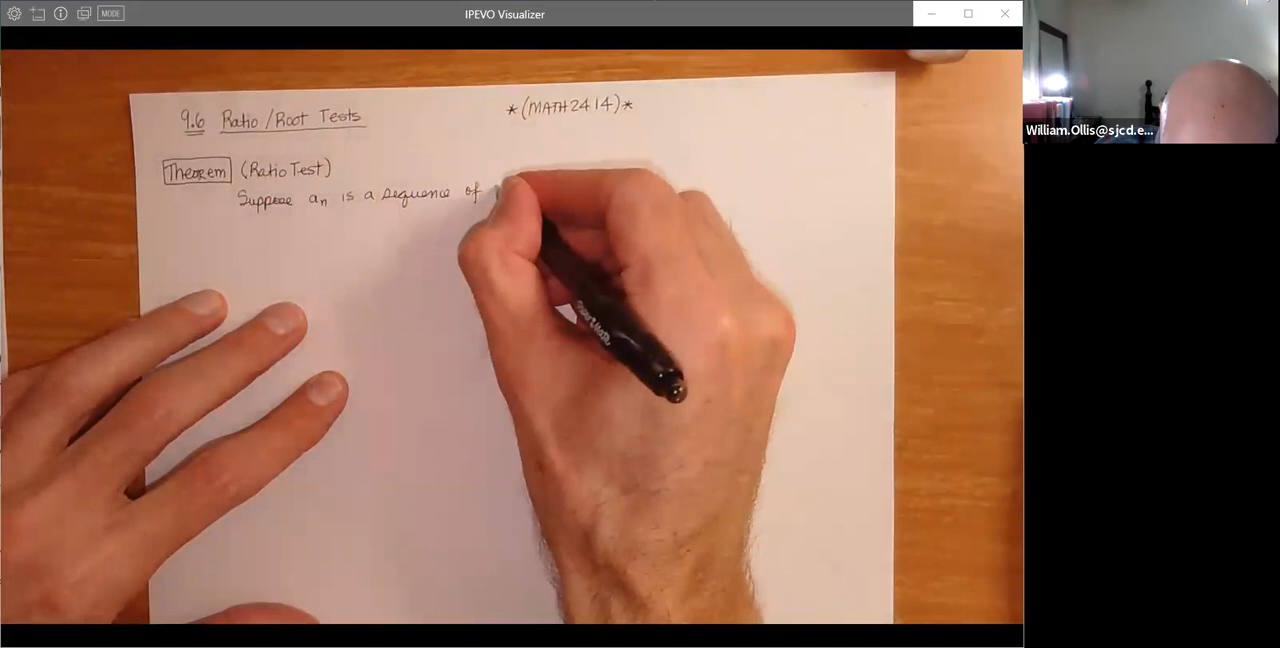 MODE
IPEVO Visualizer
9.6 Ratio/Root Tests
*(MATH 2414)*
Theorem (Ratio Test)
Suppose aₙ is a sequence of
William.Ollis@sjcd.e...